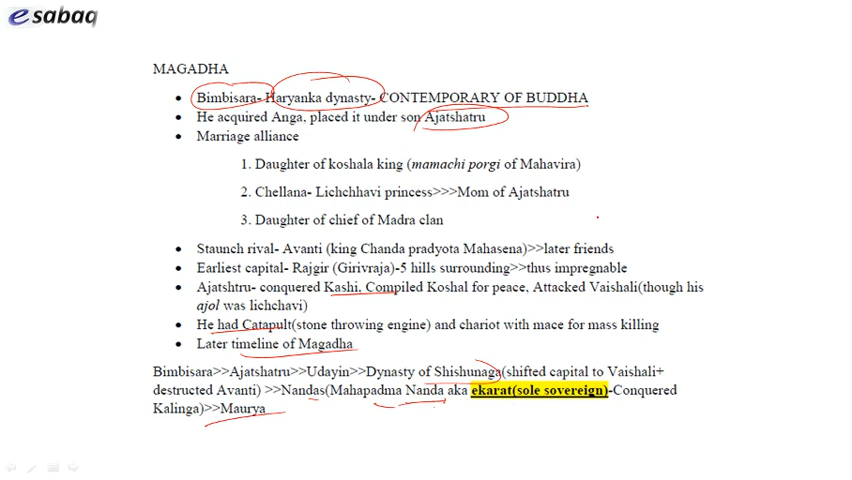 esabaq
MAGADHA
• Bimbisara- Haryanka dynasty- CONTEMPORARY OF BUDDHA
• He acquired Anga, placed it under son Ajatshatru
• Marriage alliance
1. Daughter of koshala king (mamachi porgi of Mahavira)
2. Chellana- Lichchhavi princess>>>Mom of Ajatshatru
3. Daughter of chief of Madra clan
• Staunch rival- Avanti (king Chanda pradyota Mahasena)>>later friends
• Earliest capital- Rajgir (Girivraja)-5 hills surrounding>>thus impregnable
• Ajatshtru- conquered Kashi, Compiled Koshal for peace, Attacked Vaishali(though his
ajol was lichchavi)
• He had Catapult(stone throwing engine) and chariot with mace for mass killing
• Later timeline of Magadha
Bimbisara>>Ajatshatru>>Udayin>>Dynasty of Shishunaga(shifted capital to Vaishali+
destructed Avanti) >>Nandas(Mahapadma Nanda aka ekarat(sole sovereign)-Conquered
Kalinga)>>Maurya